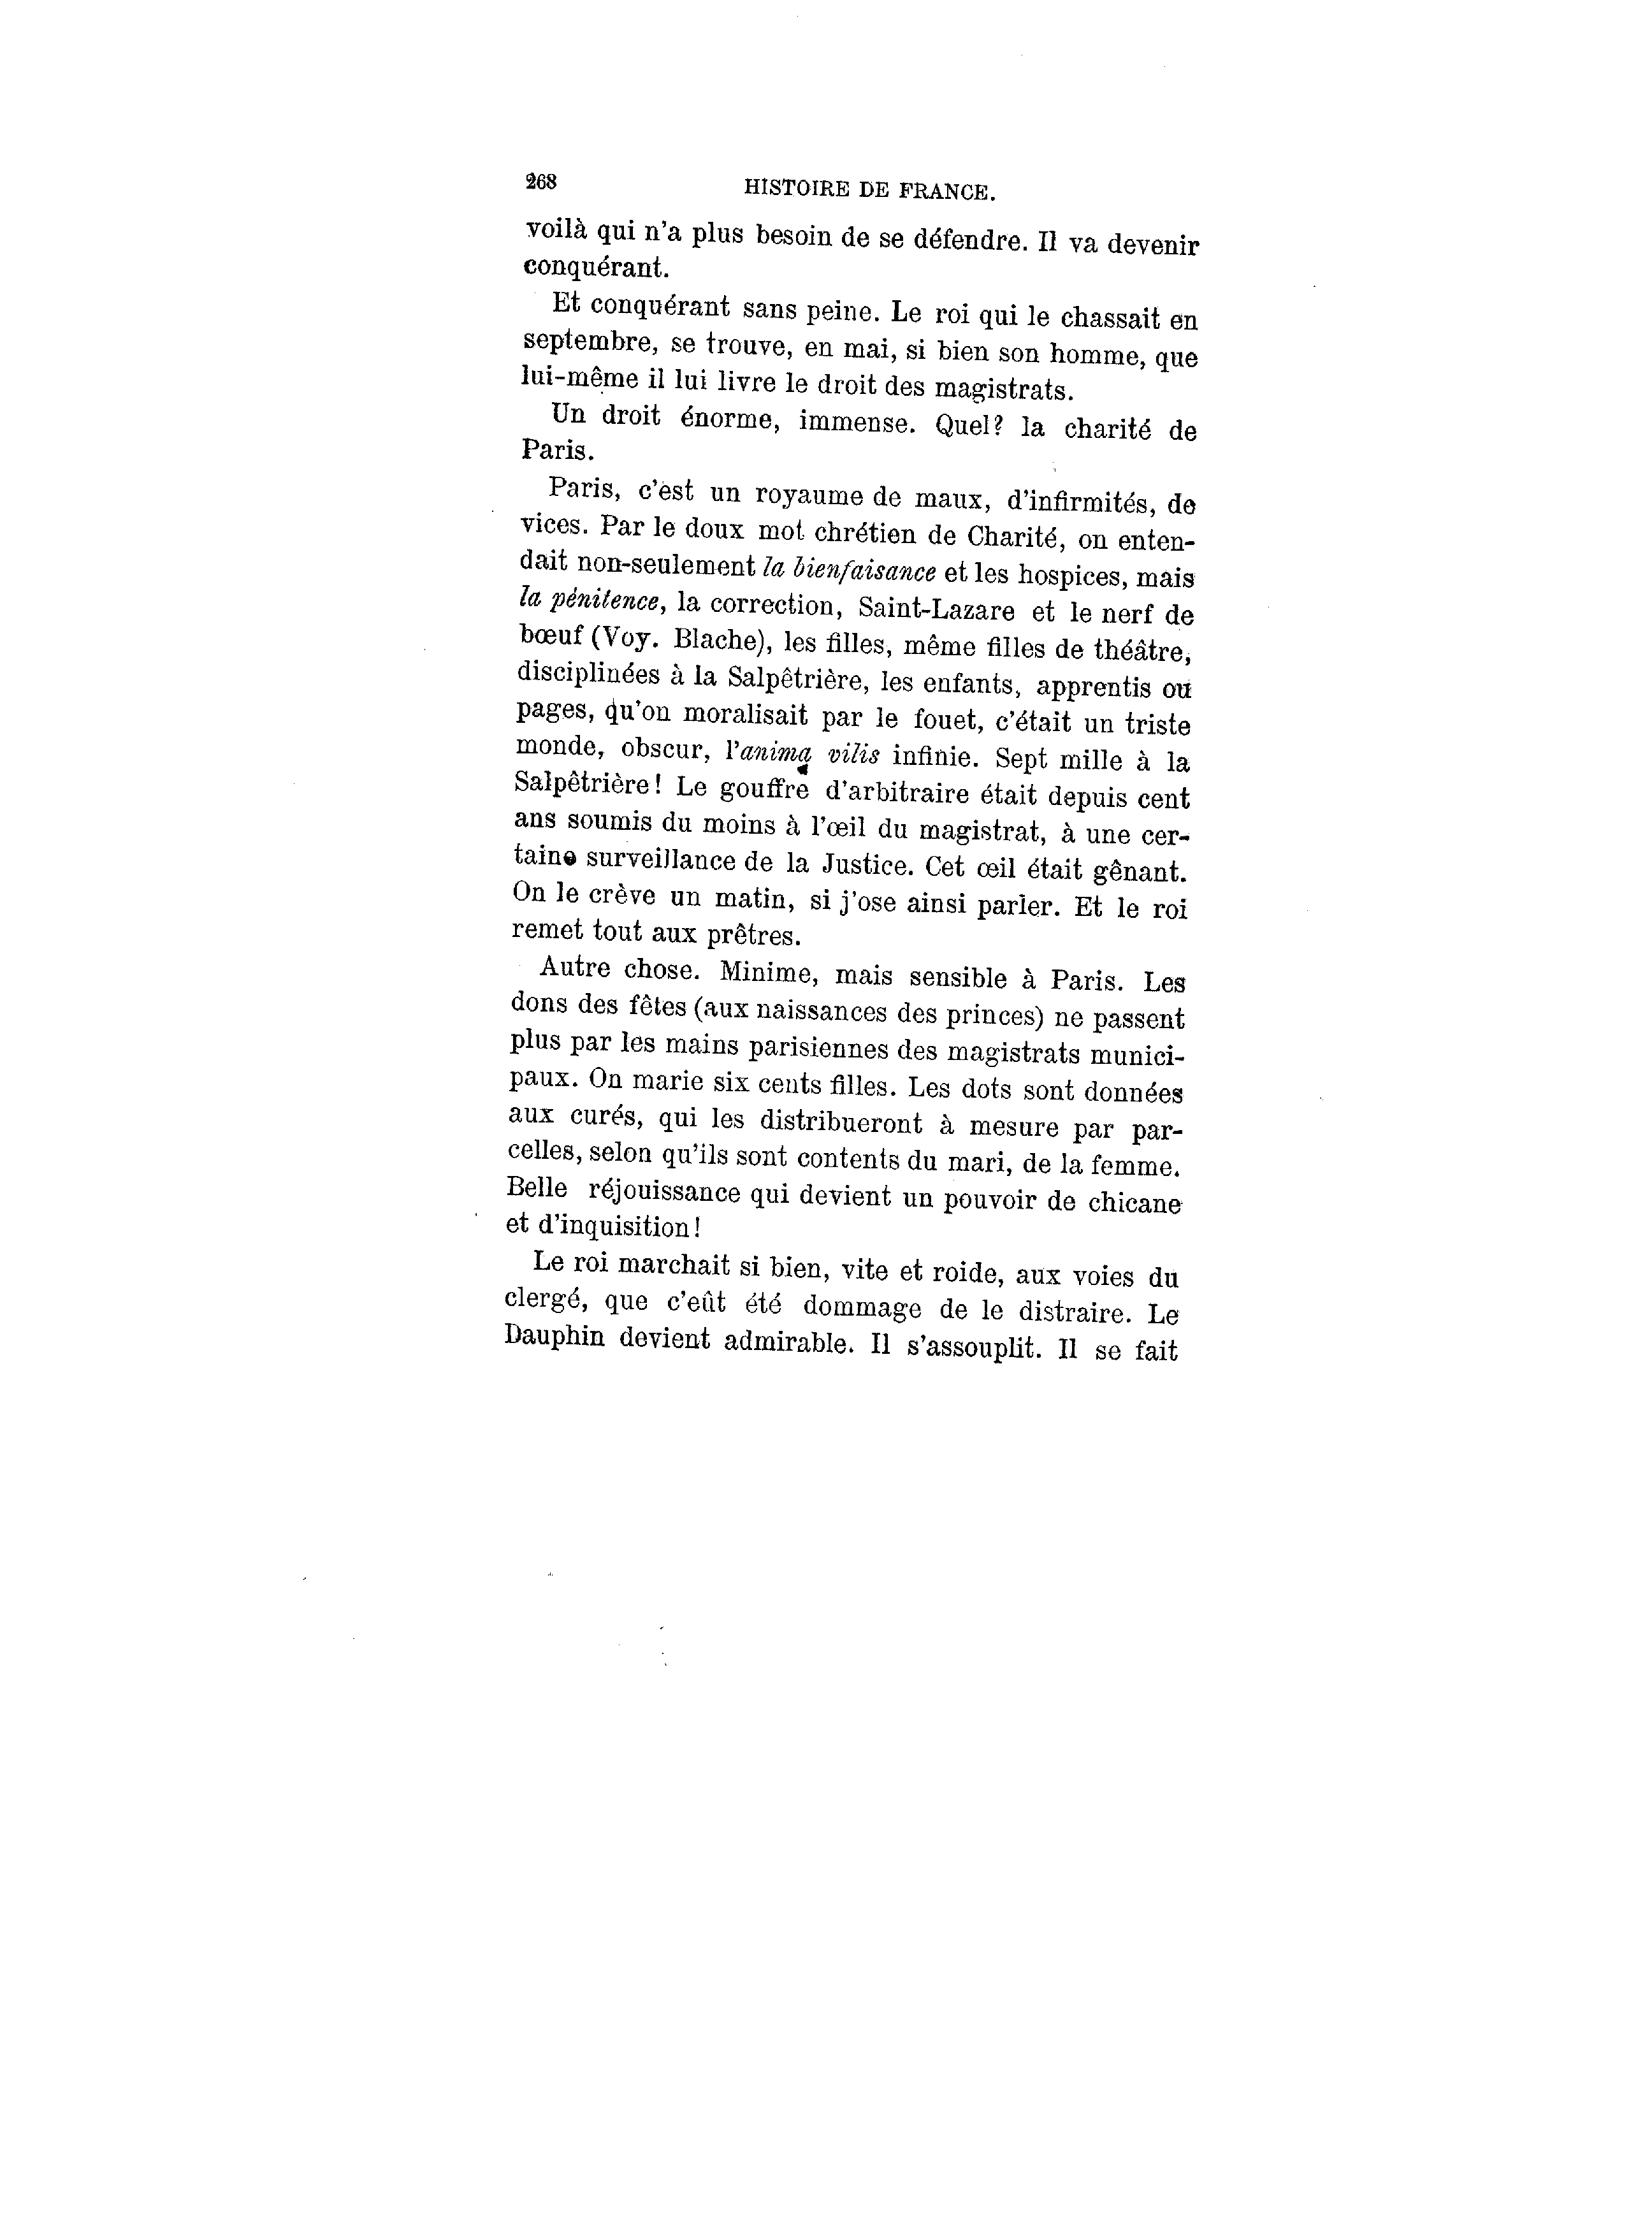 268
HISTOIRE DE FRANCE.
voilà qui n'a plus besoin de se défendre. Il va devenir
conquérant.
Et conquérant sans peine. Le roi qui le chassait en
septembre, se trouve, en mai, si bien son homme, que
lui-même il lui livre le droit des magistrats.
Un droit énorme, immense. Quel? la charité de
Paris.
Paris, c'est un royaume de maux, d'infirmités, de
vices. Par le doux mot chrétien de Charité, on enten-
dait non-seulement la bienfaisance et les hospices, mais
la pénitence, la correction, Saint-Lazare et le nerf de
bœuf (Voy. Blache), les filles, même filles de théâtre,
disciplinées à la Salpêtrière, les enfants, apprentis ou
pages, qu'on moralisait par le fouet, c'était un triste
monde, obscur, l'anima vilis infinie. Sept mille à la
Salpêtrière! Le gouffre d'arbitraire était depuis cent
ans soumis du moins à l'œil du magistrat, à une cer-
taine surveillance de la Justice. Cet œil était gênant.
On le crève un matin, si j'ose ainsi parler. Et le roi
remet tout aux prêtres.
Autre chose. Minime, mais sensible à Paris. Les
dons des fêtes (aux naissances des princes) ne passent
plus par les mains parisiennes des magistrats munici-
paux. On marie six cents filles. Les dots sont données
aux curés, qui les distribueront à mesure par par-
celles, selon qu'ils sont contents du mari, de la femme.
Belle réjouissance qui devient un pouvoir de chicane
et d'inquisition!
Le roi marchait si bien, vite et roide, aux voies du
clergé, que c'eût été dommage de le distraire. Le
Dauphin devient admirable. Il s'assouplit. Il se fait